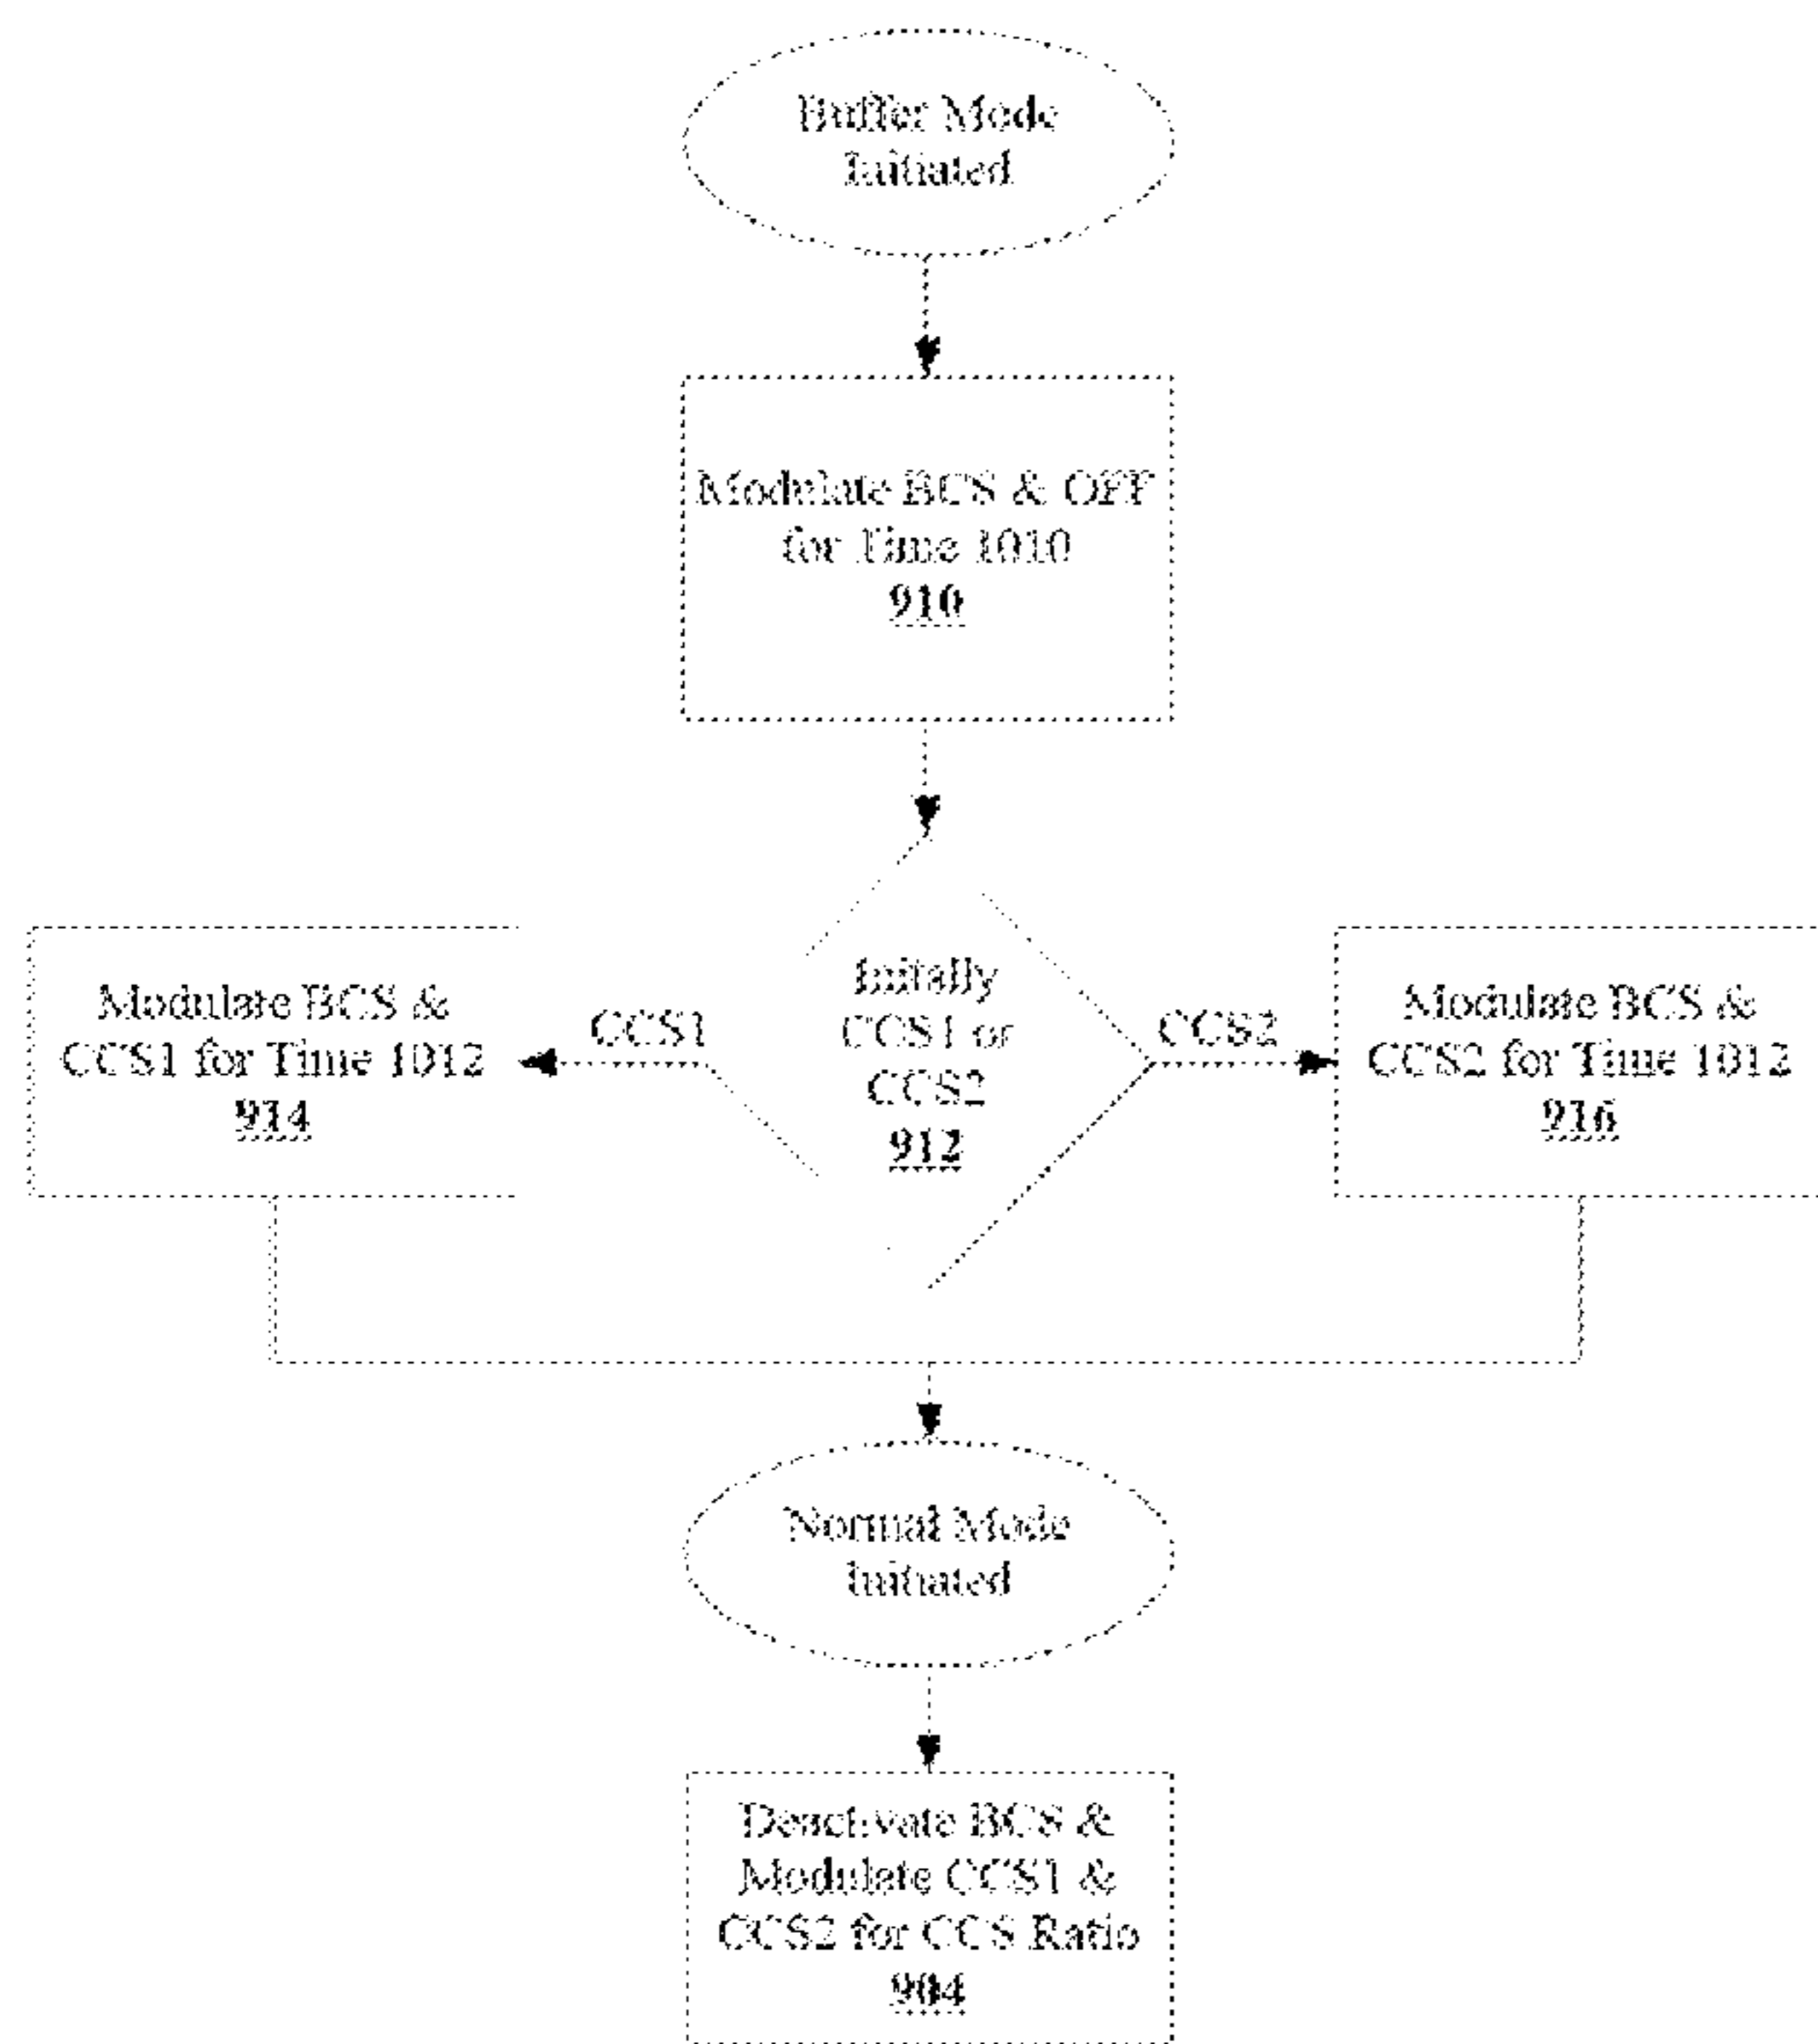 Buffer Mode
Initiated
Modulate BCS & OFF
for Time 1010
910
Initally
CCS1 or
CCS2
912
CCS1
CCS2
Modulate BCS &
CCS1 for Time 1012
914
Modulate BCS &
CCS2 for Time 1012
916
Normal Mode
Initiated
Deactivate BCS &
Modulate CCS1 &
CCS2 for CCS Ratio
904